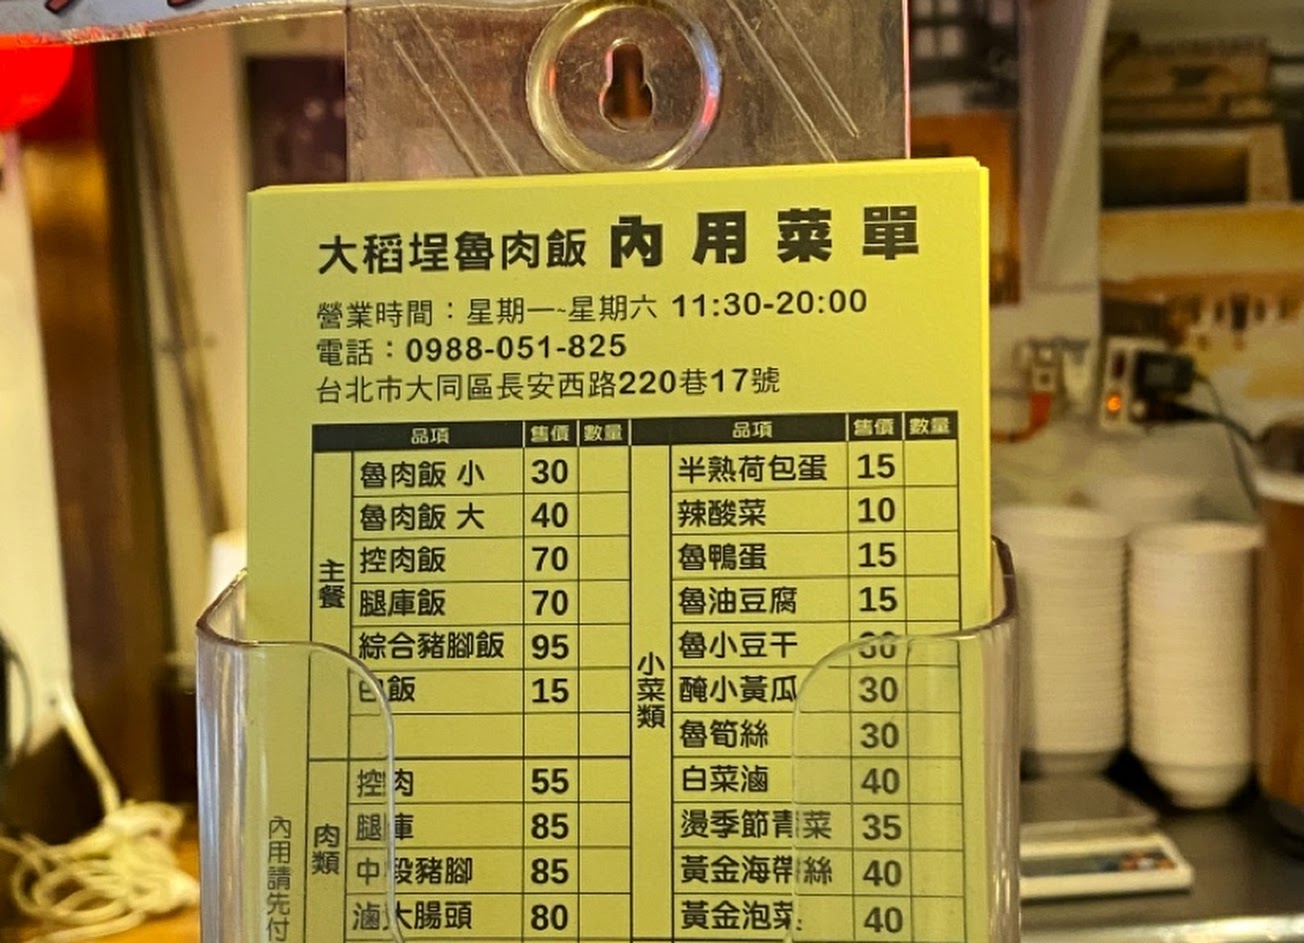 大稻埕魯肉飯 內用菜單
營業時間：星期一~星期六 11:30-20:00
電話：0988-051-825
台北市大同區長安西路220巷17號
品項 售價 數量 品項 售價 數量
主餐
魯肉飯 小 30
魯肉飯 大 40
控肉飯 70
腿庫飯 70
綜合豬腳飯 95
白飯 15
肉類
控肉 55
腿庫 85
中段豬腳 85
滷大腸頭 80
小菜類
半熟荷包蛋 15
辣酸菜 10
魯鴨蛋 15
魯油豆腐 15
魯小豆干 30
醃小黃瓜 30
魯筍絲 30
白菜滷 40
燙季節青菜 35
黃金海帶絲 40
黃金泡菜 40
內用請先付